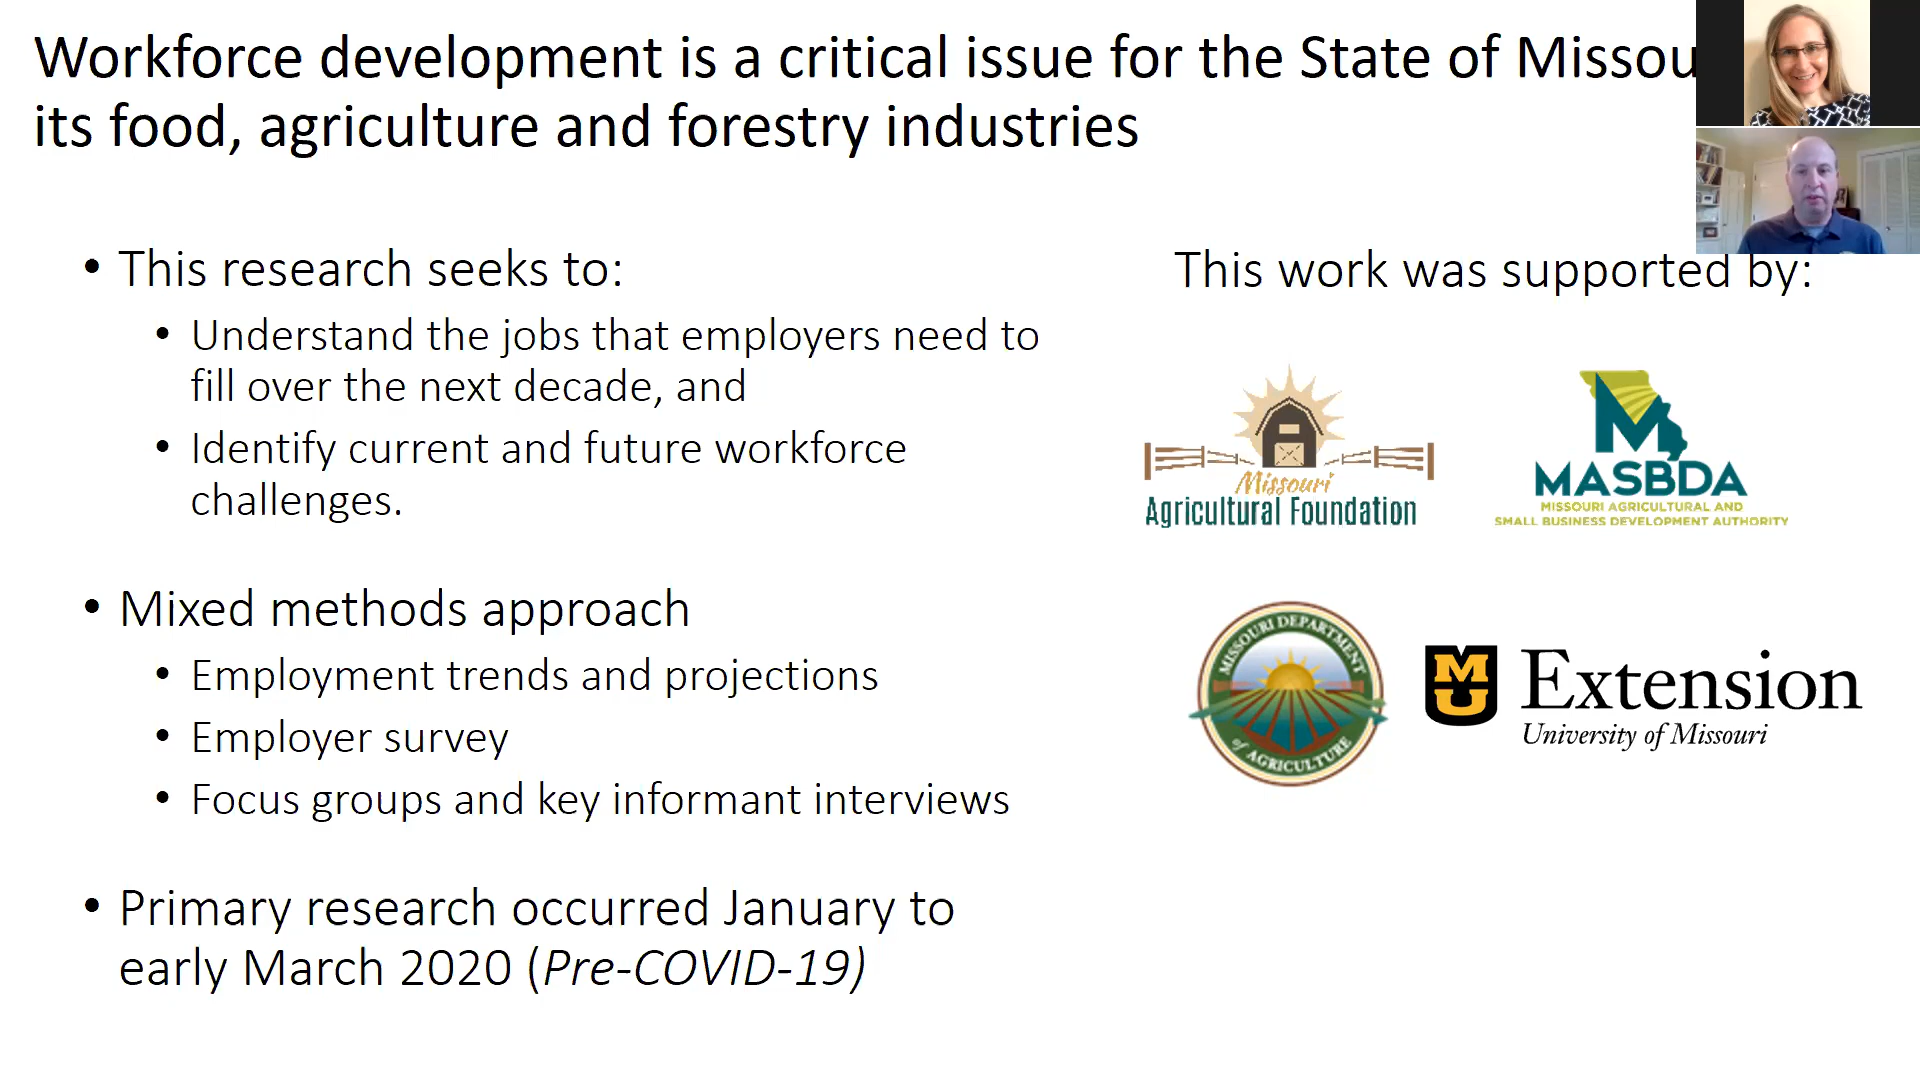 Workforce development is a critical issue for the State of Missou
its food, agriculture and forestry industries
• This research seeks to:
• Understand the jobs that employers need to
fill over the next decade, and
• Identify current and future workforce
challenges.
• Mixed methods approach
• Employment trends and projections
• Employer survey
• Focus groups and key informant interviews
• Primary research occurred January to
early March 2020 (Pre-COVID-19)
This work was supported by:
Missouri
Agricultural Foundation
M
MASBDA
MISSOURI AGRICULTURAL AND
SMALL BUSINESS DEVELOPMENT AUTHORITY
MISSOURI DEPARTMENT
of AGRICULTURE
MU
Extension
University of Missouri